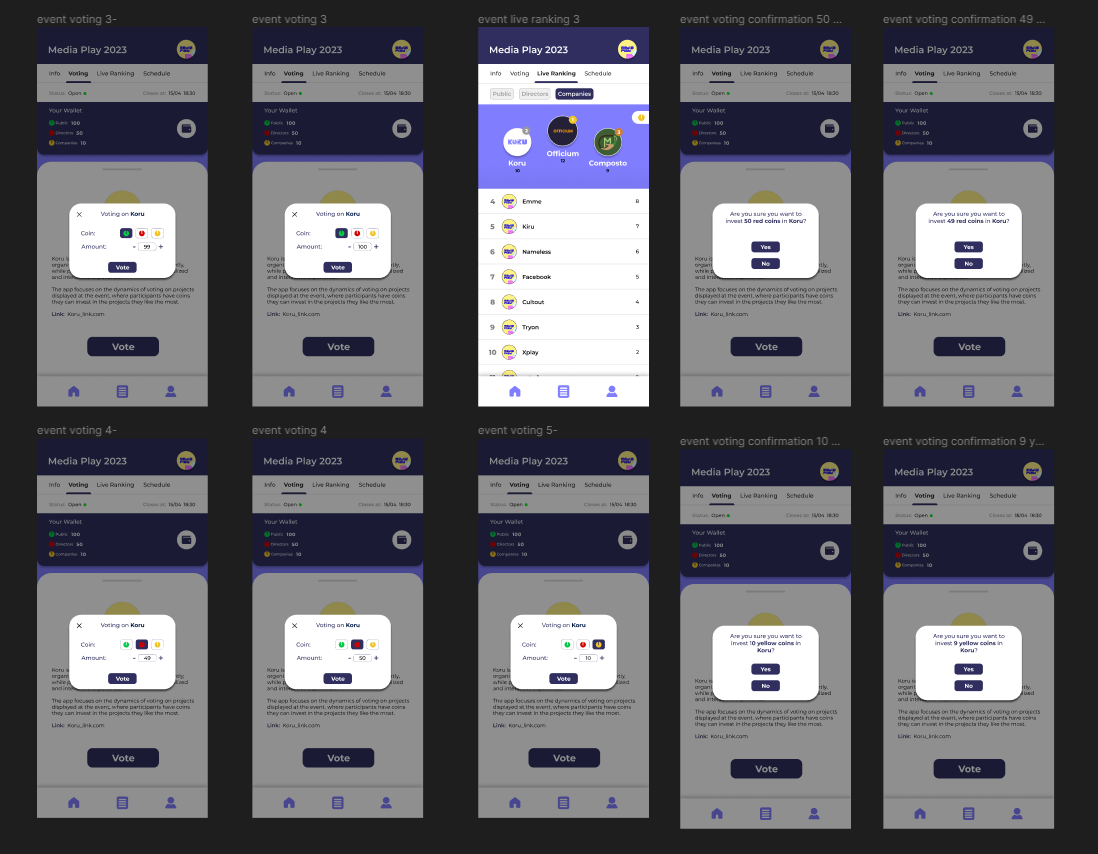 event voting 3-
Media Play 2023
Info Voting Live Ranking Schedule
Status: Open Closes at: 15/04 18:30
Your Wallet
Public 100
Directors 50
Companies 10
Voting on Koru
Coin:
Amount: - 99 +
Vote
The app focuses on the dynamics of voting on projects
displayed at the event, where participants have coins
they can invest in the projects they like the most.
Link: Koru_link.com
Vote
event voting 3
Media Play 2023
Info Voting Live Ranking Schedule
Status: Open Closes at: 15/04 18:30
Your Wallet
Public 100
Directors 50
Companies 10
Voting on Koru
Coin:
Amount: - 100 +
Vote
The app focuses on the dynamics of voting on projects
displayed at the event, where participants have coins
they can invest in the projects they like the most.
Link: Koru_link.com
Vote
event live ranking 3
Media Play 2023
Info Voting Live Ranking Schedule
Public Directors Companies
2 1 3
KOKU OFFICIUM M
Koru Officium Composto
10 12 9
4 Emme 8
5 Kiru 7
6 Nameless 6
7 Facebook 5
8 Cultout 4
9 Tryon 3
10 Xplay 2
event voting confirmation 50 ...
Media Play 2023
Info Voting Live Ranking Schedule
Status: Open Closes at: 15/04 18:30
Your Wallet
Public 100
Directors 50
Companies 10
Are you sure you want to
invest 50 red coins in Koru?
Yes
No
The app focuses on the dynamics of voting on projects
displayed at the event, where participants have coins
they can invest in the projects they like the most.
Link: Koru_link.com
Vote
event voting confirmation 49 ...
Media Play 2023
Info Voting Live Ranking Schedule
Status: Open Closes at: 15/04 18:30
Your Wallet
Public 100
Directors 50
Companies 10
Are you sure you want to
invest 49 red coins in Koru?
Yes
No
The app focuses on the dynamics of voting on projects
displayed at the event, where participants have coins
they can invest in the projects they like the most.
Link: Koru_link.com
Vote
event voting 4-
Media Play 2023
Info Voting Live Ranking Schedule
Status: Open Closes at: 15/04 18:30
Your Wallet
Public 100
Directors 50
Companies 10
Voting on Koru
Coin:
Amount: - 49 +
Vote
The app focuses on the dynamics of voting on projects
displayed at the event, where participants have coins
they can invest in the projects they like the most.
Link: Koru_link.com
Vote
event voting 4
Media Play 2023
Info Voting Live Ranking Schedule
Status: Open Closes at: 15/04 18:30
Your Wallet
Public 100
Directors 50
Companies 10
Voting on Koru
Coin:
Amount: - 50 +
Vote
The app focuses on the dynamics of voting on projects
displayed at the event, where participants have coins
they can invest in the projects they like the most.
Link: Koru_link.com
Vote
event voting 5-
Media Play 2023
Info Voting Live Ranking Schedule
Status: Open Closes at: 15/04 18:30
Your Wallet
Public 100
Directors 50
Companies 10
Voting on Koru
Coin:
Amount: - 10 +
Vote
The app focuses on the dynamics of voting on projects
displayed at the event, where participants have coins
they can invest in the projects they like the most.
Link: Koru_link.com
Vote
event voting confirmation 10 ...
Media Play 2023
Info Voting Live Ranking Schedule
Status: Open Closes at: 15/04 18:30
Your Wallet
Public 100
Directors 50
Companies 10
Are you sure you want to
invest 10 yellow coins in
Koru?
Yes
No
The app focuses on the dynamics of voting on projects
displayed at the event, where participants have coins
they can invest in the projects they like the most.
Link: Koru_link.com
Vote
event voting confirmation 9 y...
Media Play 2023
Info Voting Live Ranking Schedule
Status: Open Closes at: 15/04 18:30
Your Wallet
Public 100
Directors 50
Companies 10
Are you sure you want to
invest 9 yellow coins in
Koru?
Yes
No
The app focuses on the dynamics of voting on projects
displayed at the event, where participants have coins
they can invest in the projects they like the most.
Link: Koru_link.com
Vote